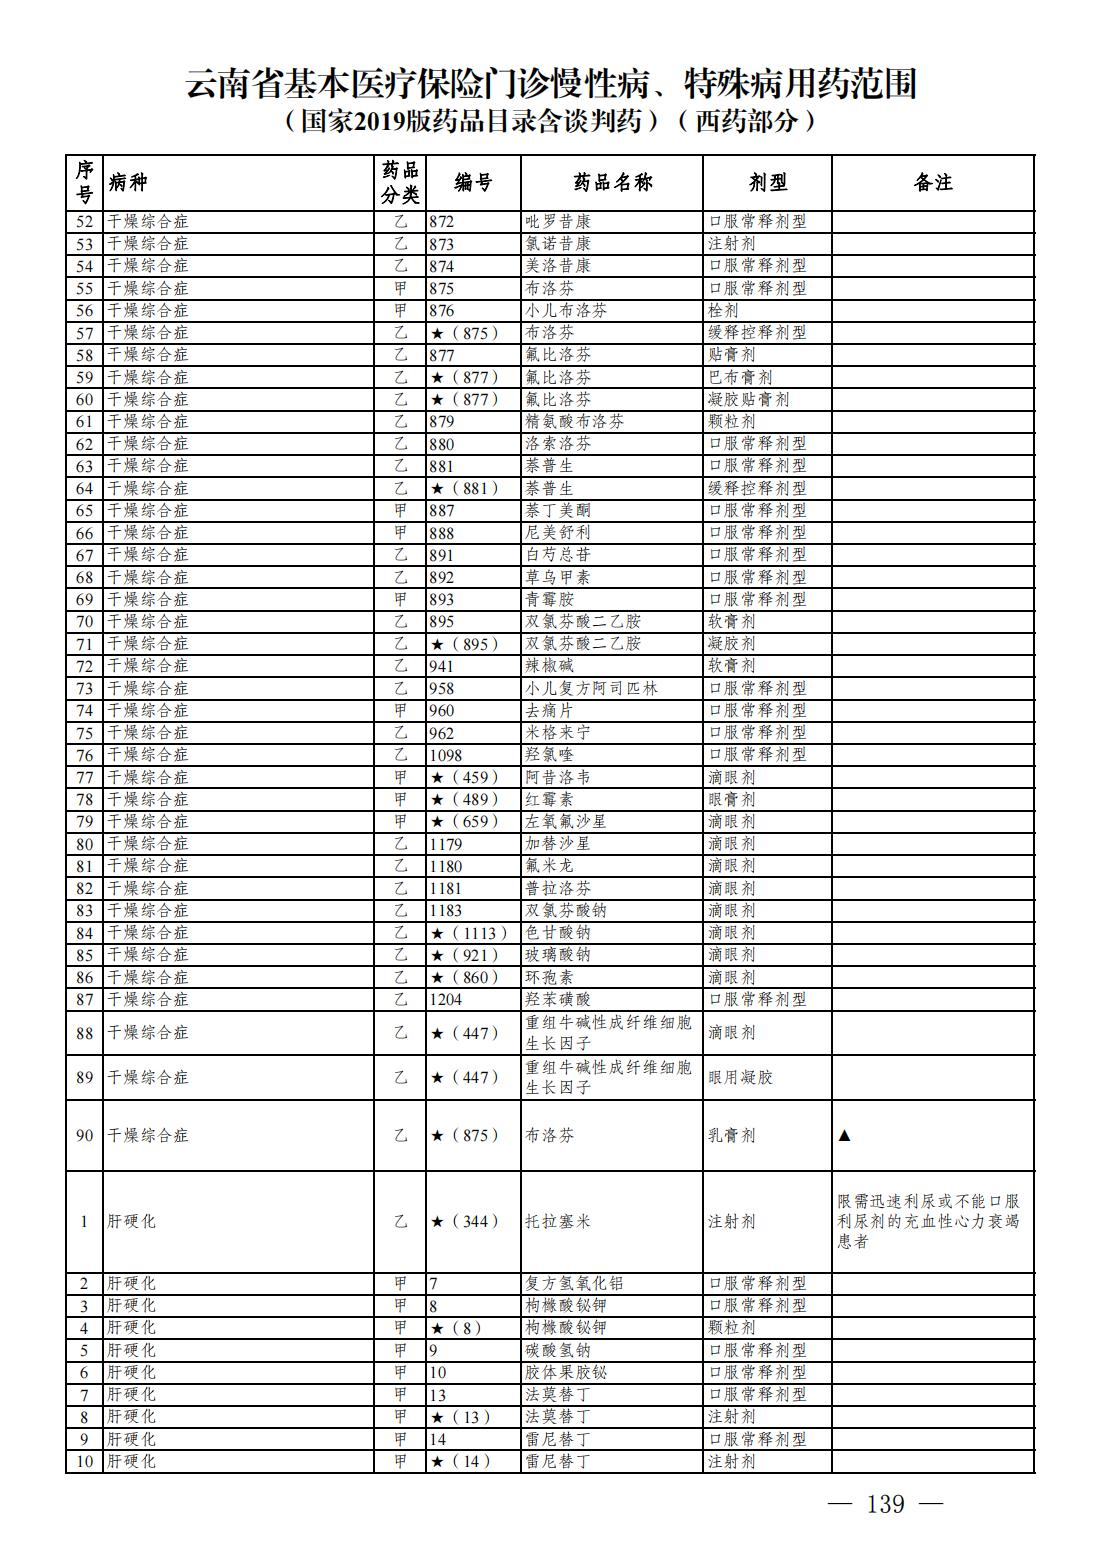 云南省基本医疗保险门诊慢性病、特殊病用药范围
（国家2019版药品目录含谈判药）（西药部分）
序号 病种 药品分类 编号 药品名称 剂型 备注
52 干燥综合症 乙 872 吡罗昔康 口服常释剂型
53 干燥综合症 乙 873 氯诺昔康 注射剂
54 干燥综合症 乙 874 美洛昔康 口服常释剂型
55 干燥综合症 甲 875 布洛芬 口服常释剂型
56 干燥综合症 甲 876 小儿布洛芬 栓剂
57 干燥综合症 乙 ★（875） 布洛芬 缓释控释剂型
58 干燥综合症 乙 877 氟比洛芬 贴膏剂
59 干燥综合症 乙 ★（877） 氟比洛芬 巴布膏剂
60 干燥综合症 乙 ★（877） 氟比洛芬 凝胶贴膏剂
61 干燥综合症 乙 879 精氨酸布洛芬 颗粒剂
62 干燥综合症 乙 880 洛索洛芬 口服常释剂型
63 干燥综合症 乙 881 萘普生 口服常释剂型
64 干燥综合症 乙 ★（881） 萘普生 缓释控释剂型
65 干燥综合症 甲 887 萘丁美酮 口服常释剂型
66 干燥综合症 甲 888 尼美舒利 口服常释剂型
67 干燥综合症 乙 891 白芍总苷 口服常释剂型
68 干燥综合症 乙 892 草乌甲素 口服常释剂型
69 干燥综合症 甲 893 青霉胺 口服常释剂型
70 干燥综合症 乙 895 双氯芬酸二乙胺 软膏剂
71 干燥综合症 乙 ★（895） 双氯芬酸二乙胺 凝胶剂
72 干燥综合症 乙 941 辣椒碱 软膏剂
73 干燥综合症 乙 958 小儿复方阿司匹林 口服常释剂型
74 干燥综合症 甲 960 去痛片 口服常释剂型
75 干燥综合症 乙 962 米格来宁 口服常释剂型
76 干燥综合症 乙 1098 羟氯喹 口服常释剂型
77 干燥综合症 甲 ★（459） 阿昔洛韦 滴眼剂
78 干燥综合症 甲 ★（489） 红霉素 眼膏剂
79 干燥综合症 甲 ★（659） 左氧氟沙星 滴眼剂
80 干燥综合症 乙 1179 加替沙星 滴眼剂
81 干燥综合症 乙 1180 氟米龙 滴眼剂
82 干燥综合症 乙 1181 普拉洛芬 滴眼剂
83 干燥综合症 乙 1183 双氯芬酸钠 滴眼剂
84 干燥综合症 乙 ★（1113） 色甘酸钠 滴眼剂
85 干燥综合症 乙 ★（921） 玻璃酸钠 滴眼剂
86 干燥综合症 乙 ★（860） 环孢素 滴眼剂
87 干燥综合症 乙 1204 羟苯磺酸 口服常释剂型
88 干燥综合症 乙 ★（447） 重组牛碱性成纤维细胞生长因子 滴眼剂
89 干燥综合症 乙 ★（447） 重组牛碱性成纤维细胞生长因子 眼用凝胶
90 干燥综合症 乙 ★（875） 布洛芬 乳膏剂 ▲
1 肝硬化 乙 ★（344） 托拉塞米 注射剂 限需迅速利尿或不能口服利尿剂的充血性心力衰竭患者
2 肝硬化 甲 7 复方氢氧化铝 口服常释剂型
3 肝硬化 甲 8 枸橼酸铋钾 口服常释剂型
4 肝硬化 甲 ★（8） 枸橼酸铋钾 颗粒剂
5 肝硬化 甲 9 碳酸氢钠 口服常释剂型
6 肝硬化 甲 10 胶体果胶铋 口服常释剂型
7 肝硬化 甲 13 法莫替丁 口服常释剂型
8 肝硬化 甲 ★（13） 法莫替丁 注射剂
9 肝硬化 甲 14 雷尼替丁 口服常释剂型
10 肝硬化 甲 ★（14） 雷尼替丁 注射剂
— 139 —